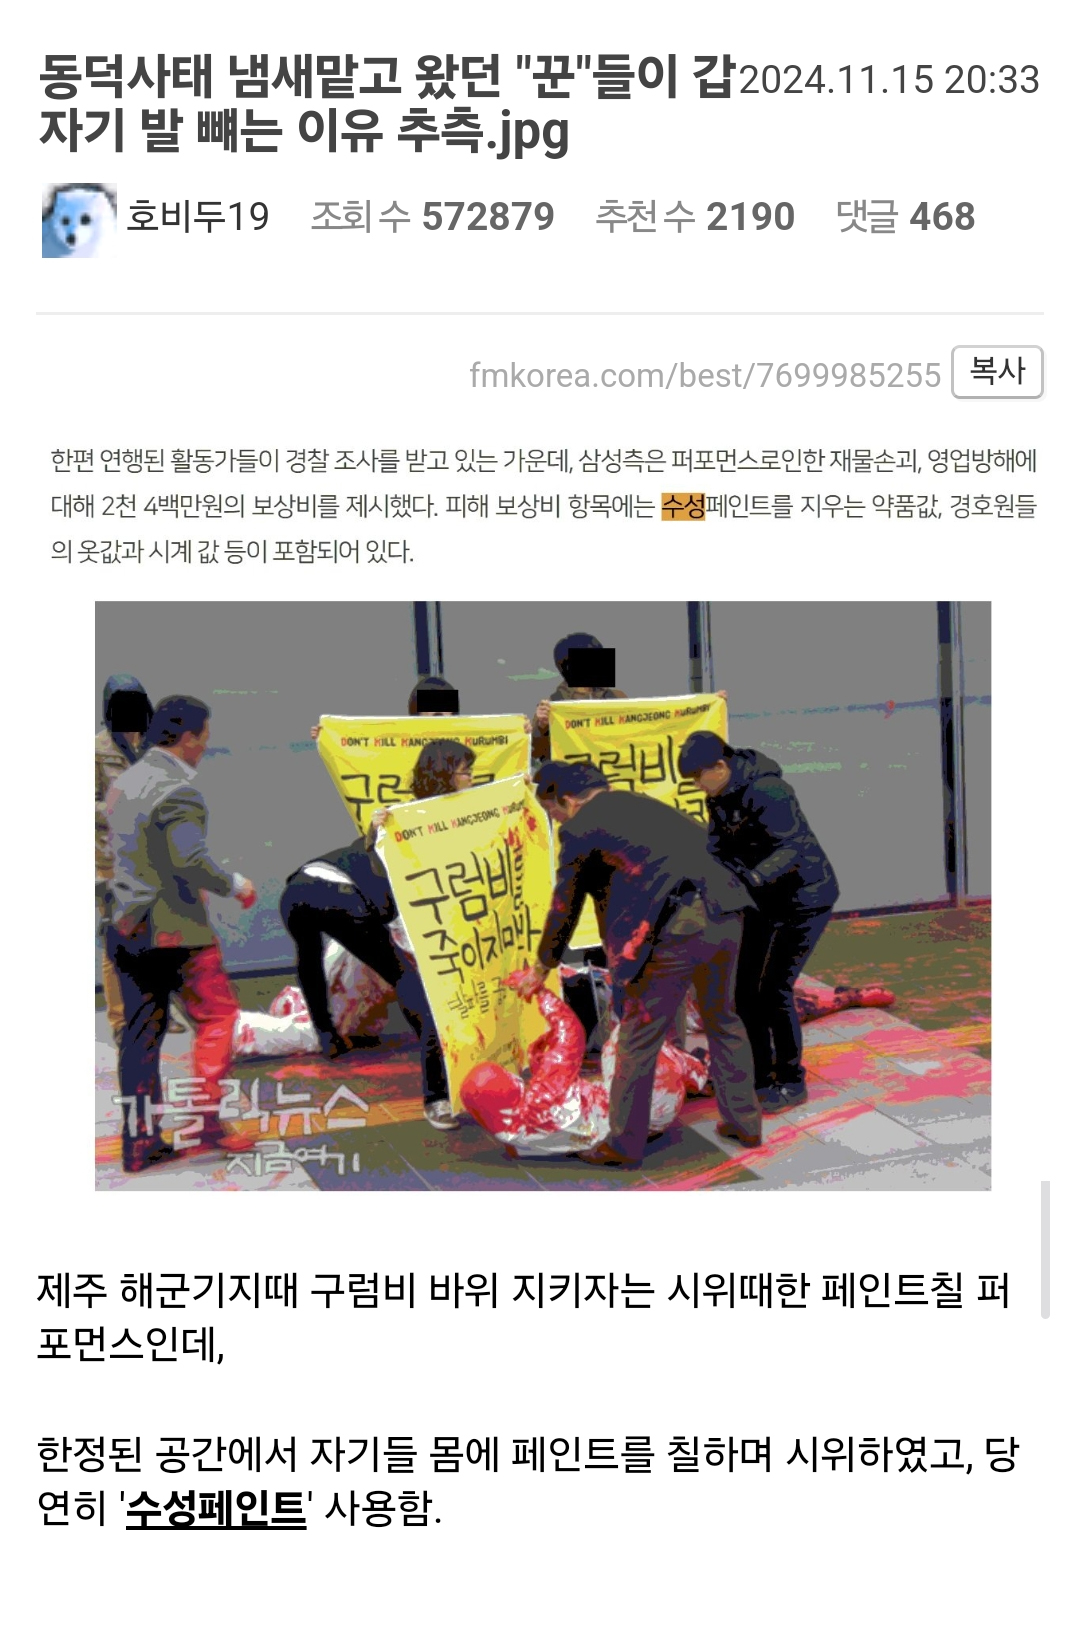 동덕사태 냄새맡고 왔던 "꾼"들이 갑
2024.11.15 20:33
자기 발 빼는 이유 추측.jpg
호비두19 조회 수 572879 추천 수 2190 댓글 468
fmkorea.com/best/7699985255 복사
한편 연행된 활동가들이 경찰 조사를 받고 있는 가운데, 삼성측은 퍼포먼스로인한 재물손괴, 영업방해에
대해 2천 4백만원의 보상비를 제시했다. 피해 보상비 항목에는 수성페인트를 지우는 약품값, 경호원들
의 옷값과 시계 값 등이 포함되어 있다.
DON'T KILL KANGJEONG KURUMBI
구럼비를
DON'T KILL KANGJEONG KURUMBI
구럼비를
DON'T KILL KANGJEONG
구럼비를
죽이지마라
가톨릭뉴스
지금여기
제주 해군기지때 구럼비 바위 지키자는 시위때한 페인트칠 퍼
포먼스인데,
한정된 공간에서 자기들 몸에 페인트를 칠하며 시위하였고, 당
연히 '수성페인트' 사용함.